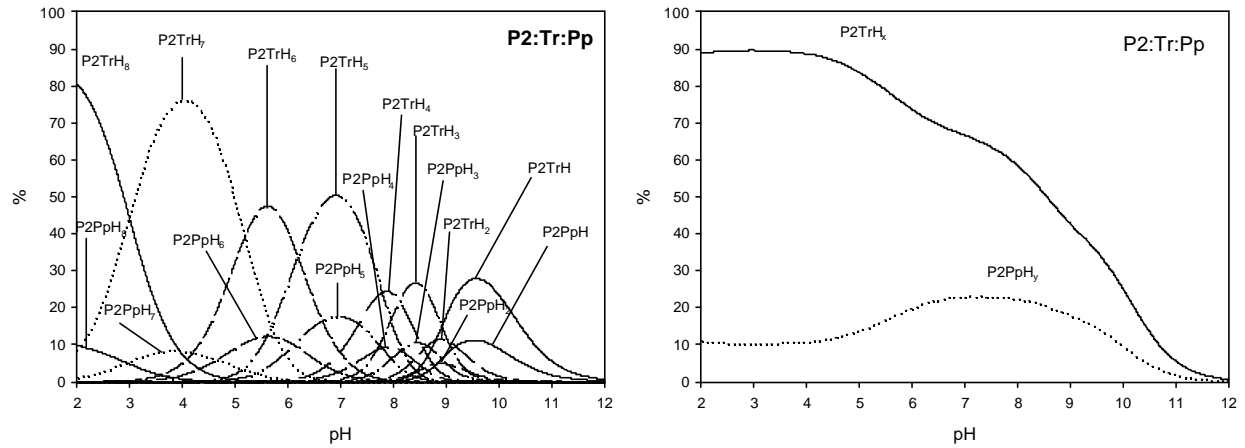 P2:Tr:Pp
100
90
80
70
60
50
40
30
20
10
0
%
P2TrH₈
P2TrH₇
P2TrH₆
P2TrH₅
P2TrH₄
P2TrH₃
P2PpH₄
P2PpH₃
P2TrH
P2TrH₂
P2PpH
P2PpH₆
P2PpH₅
P2PpH₇
P2PpH
2 3 4 5 6 7 8 9 10 11 12
pH
P2:Tr:Pp
100
90
80
70
60
50
40
30
20
10
0
%
P2TrHₓ
P2PpHᵧ
2 3 4 5 6 7 8 9 10 11 12
pH